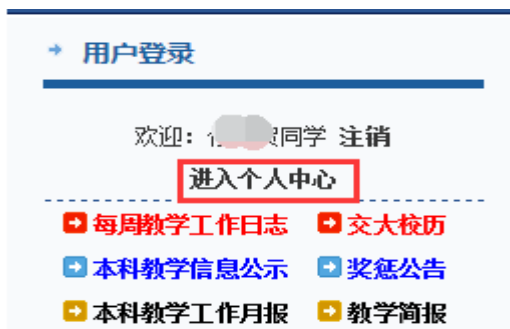 用户登录
欢迎： 同学 注销
进入个人中心
每周教学工作日志 交大校历
本科教学信息公示 奖惩公告
本科教学工作月报 教学简报